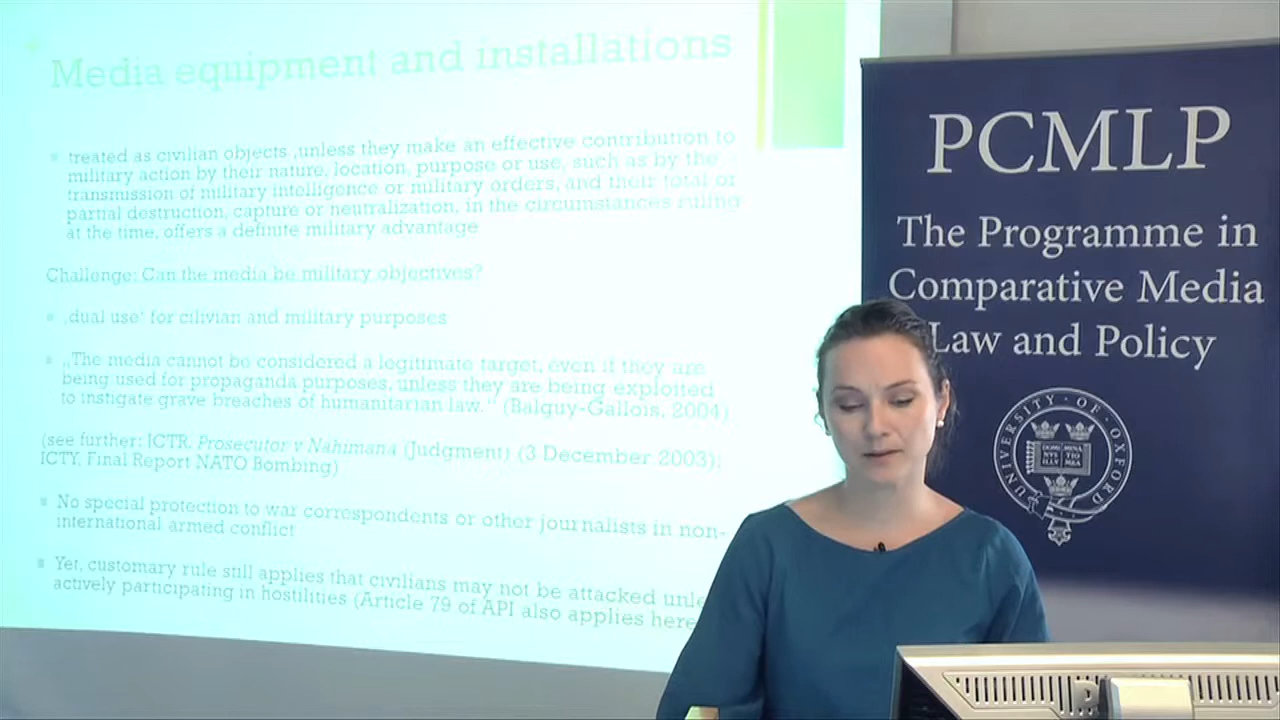 Media equipment and installations
treated as civilian objects ‚unless they make an effective contribution to
military action by their nature, location, purpose or use, such as by the
transmission of military intelligence or military orders, and their total or
partial destruction, capture or neutralization, in the circumstances ruling
at the time, offers a definite military advantage
Challenge: Can the media be military objectives?
‚dual use‘ for cilivian and military purposes
„The media cannot be considered a legitimate target, even if they are
being used for propaganda purposes, unless they are being exploited
to instigate grave breaches of humanitarian law.“ (Balguy-Gallois, 2004)
(see further: ICTR, Prosecutor v Nahimana (Judgment) (3 December 2003);
ICTY, Final Report NATO Bombing)
No special protection to war correspondents or other journalists in non-
international armed conflict
Yet, customary rule still applies that civilians may not be attacked
actively participating in hostilities (Article 79 of API also applies here
PCMLP
The Programme in
Comparative Media
Law and Policy
UNIVERSITY · OF · OXFORD